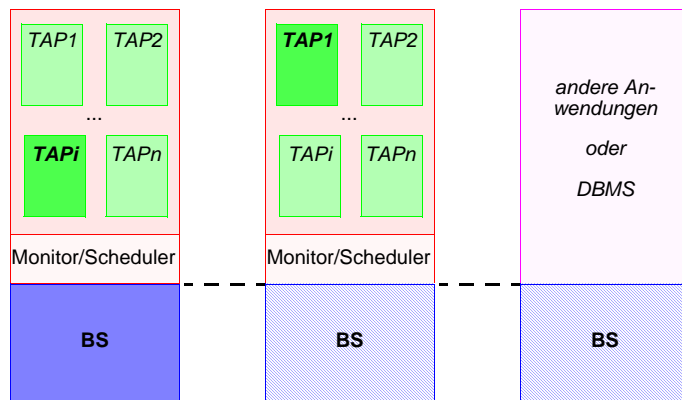 TAP1 TAP2
...
TAPi TAPn
Monitor/Scheduler
BS
TAP1 TAP2
...
TAPi TAPn
Monitor/Scheduler
BS
andere An-
wendungen
oder
DBMS
BS